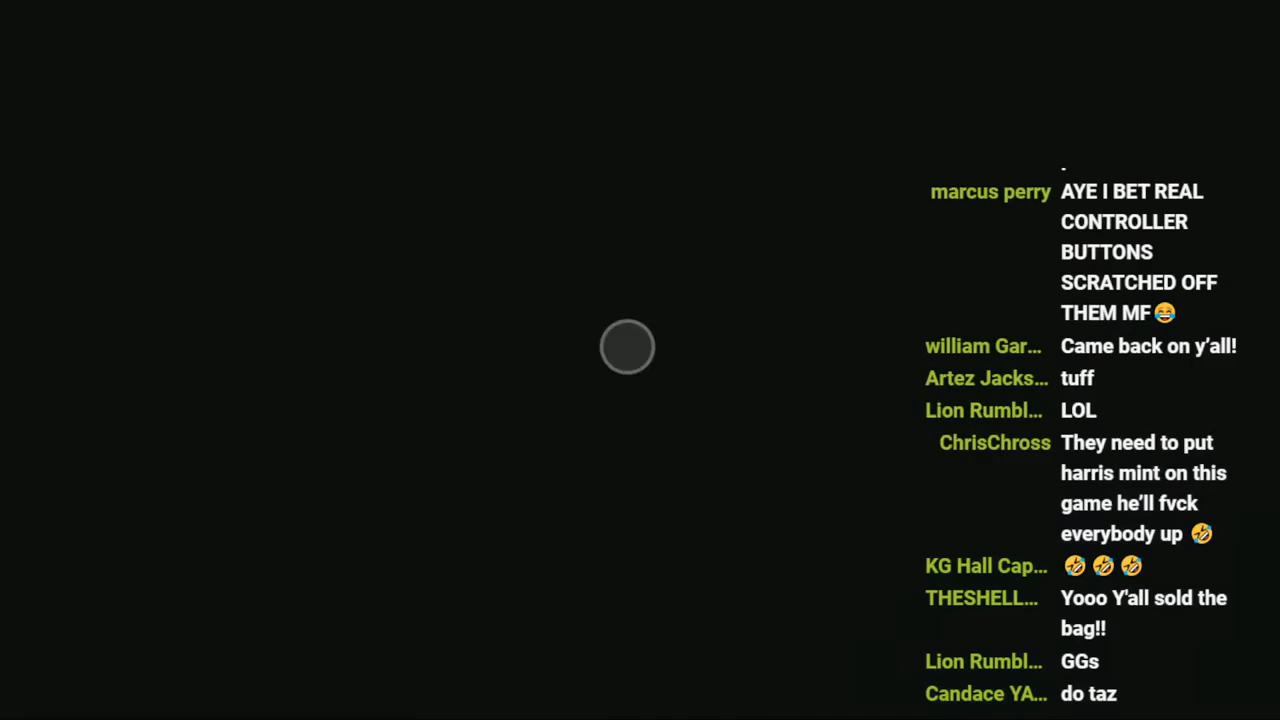 .
marcus perry AYE I BET REAL
CONTROLLER
BUTTONS
SCRATCHED OFF
THEM MF😂
william Gar... Came back on y’all!
Artez Jacks... tuff
Lion Rumbl... LOL
ChrisChross They need to put
harris mint on this
game he’ll fvck
everybody up 🤣
KG Hall Cap... 🤣 🤣 🤣
THESHELL... Yooo Y'all sold the
bag!!
Lion Rumbl... GGs
Candace YA... do taz